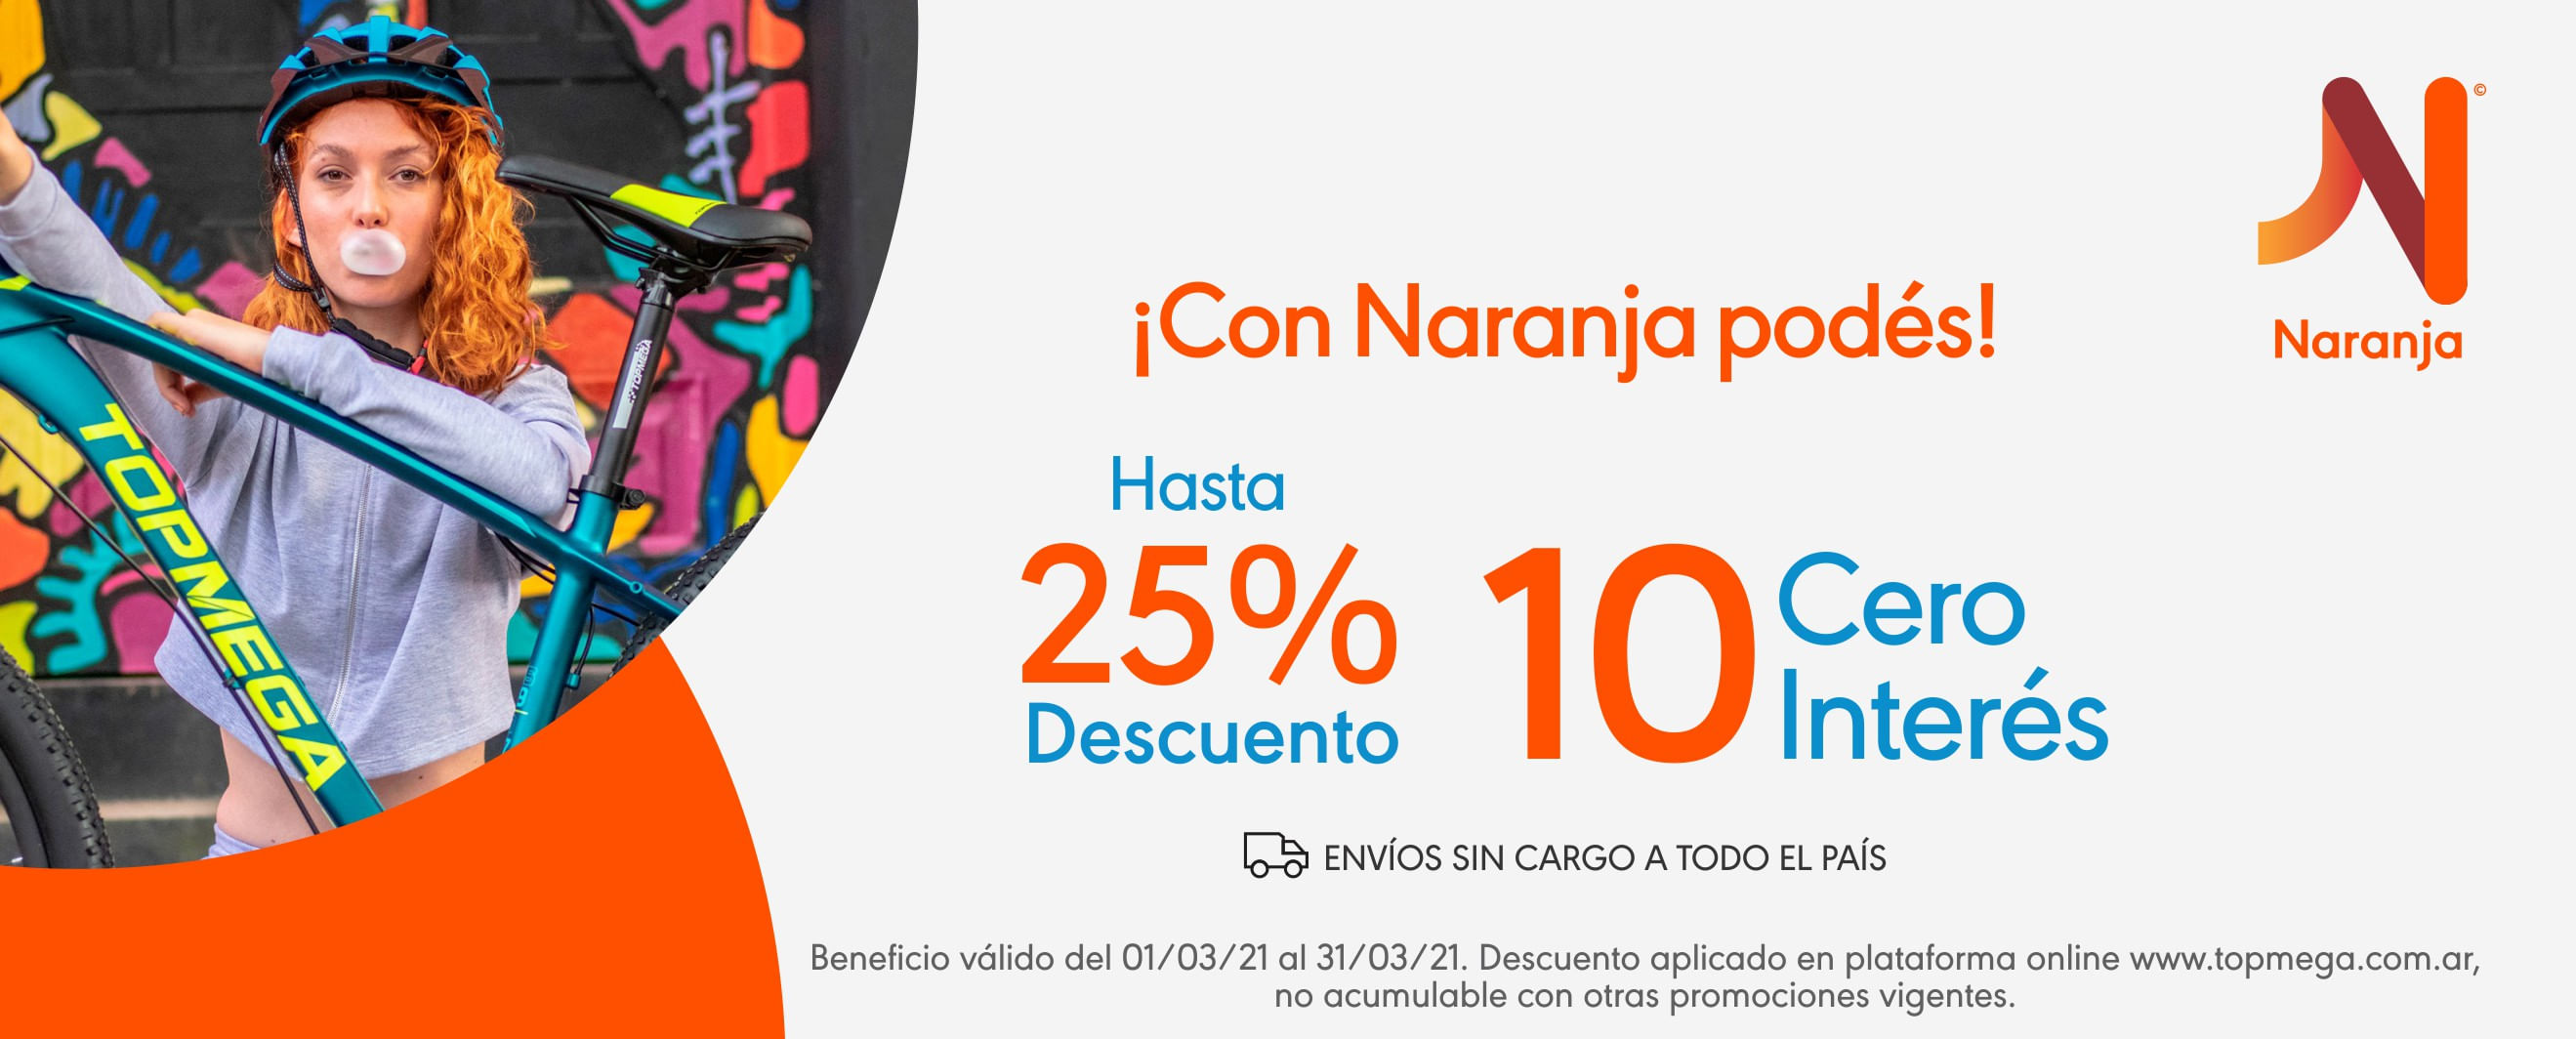 ¡Con Naranja podés!
Naranja
Hasta
25%
Descuento
10
Cero
Interés
ENVÍOS SIN CARGO A TODO EL PAÍS
Beneficio válido del 01/03/21 al 31/03/21. Descuento aplicado en plataforma online www.topmega.com.ar,
no acumulable con otras promociones vigentes.
TOPMEGA
TOPMEGA
©